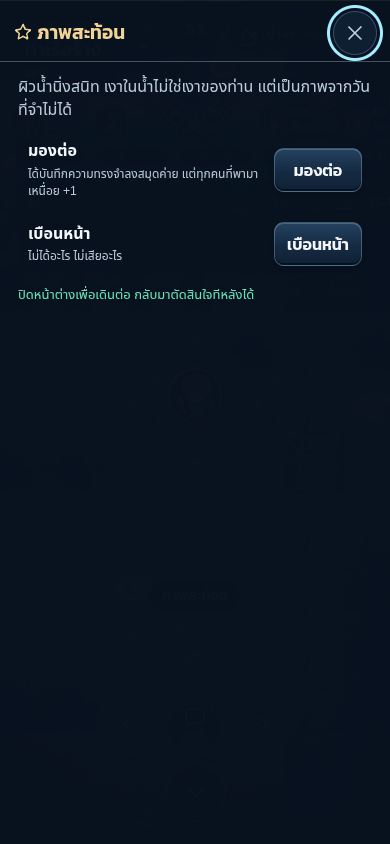 ภาพสะท้อน
ผิวน้ำนิ่งสนิท เงาในน้ำไม่ใช่เงาของท่าน แต่เป็นภาพจากวัน
ที่จำไม่ได้
มองต่อ
ได้บันทึกความทรงจำลงสมุดค่าย แต่ทุกคนที่พามา
เหนื่อย +1
มองต่อ
เบือนหน้า
ไม่ได้อะไร ไม่เสียอะไร
เบือนหน้า
ปิดหน้าต่างเพื่อเดินต่อ กลับมาตัดสินใจทีหลังได้